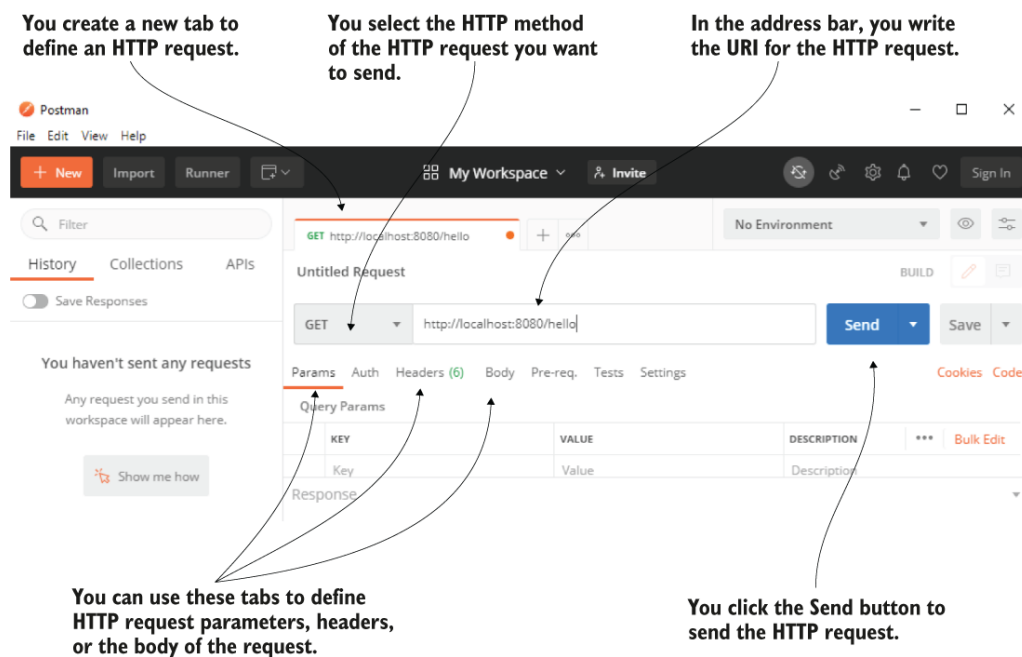 You create a new tab to
define an HTTP request.
You select the HTTP method
of the HTTP request you want
to send.
In the address bar, you write
the URI for the HTTP request.
Postman
File Edit View Help
+ New Import Runner My Workspace Invite Sign In
Filter
GET http://localhost:8080/hello
No Environment
History Collections APIs
Untitled Request
BUILD
Save Responses
GET http://localhost:8080/hello Send Save
You haven't sent any requests
Any request you send in this
workspace will appear here.
Show me how
Params Auth Headers (6) Body Pre-req. Tests Settings Cookies Code
Query Params
KEY VALUE DESCRIPTION ••• Bulk Edit
Key Value Description
Response
You can use these tabs to define
HTTP request parameters, headers,
or the body of the request.
You click the Send button to
send the HTTP request.